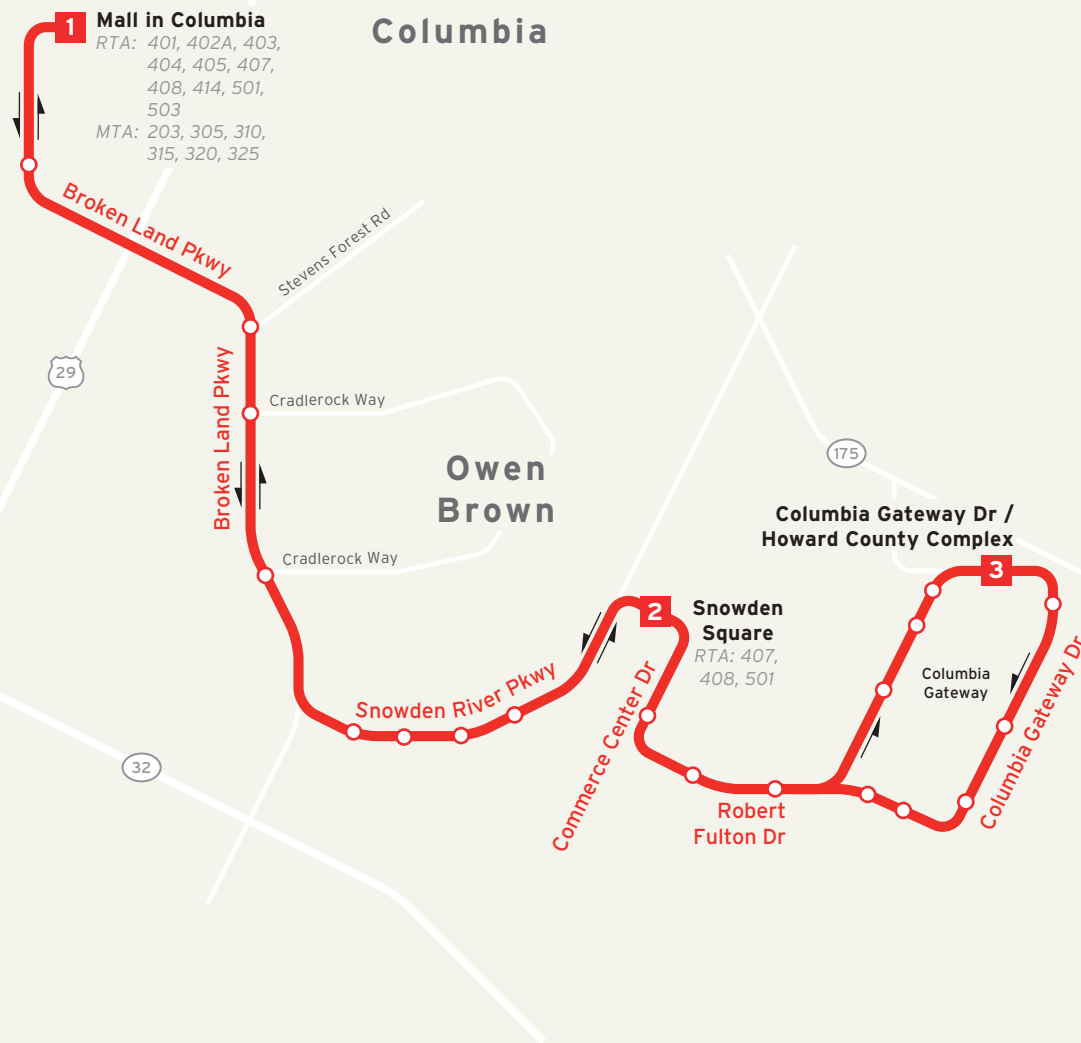 1 Mall in Columbia
RTA: 401, 402A, 403,
404, 405, 407,
408, 414, 501,
503
MTA: 203, 305, 310,
315, 320, 325
Columbia
Broken Land Pkwy
Stevens Forest Rd
29
Broken Land Pkwy
Cradlerock Way
Owen
Brown
175
Cradlerock Way
Columbia Gateway Dr /
Howard County Complex
3
2
Snowden
Square
RTA: 407,
408, 501
Columbia
Gateway
Snowden River Pkwy
Commerce Center Dr
Columbia Gateway Dr
32
Robert
Fulton Dr